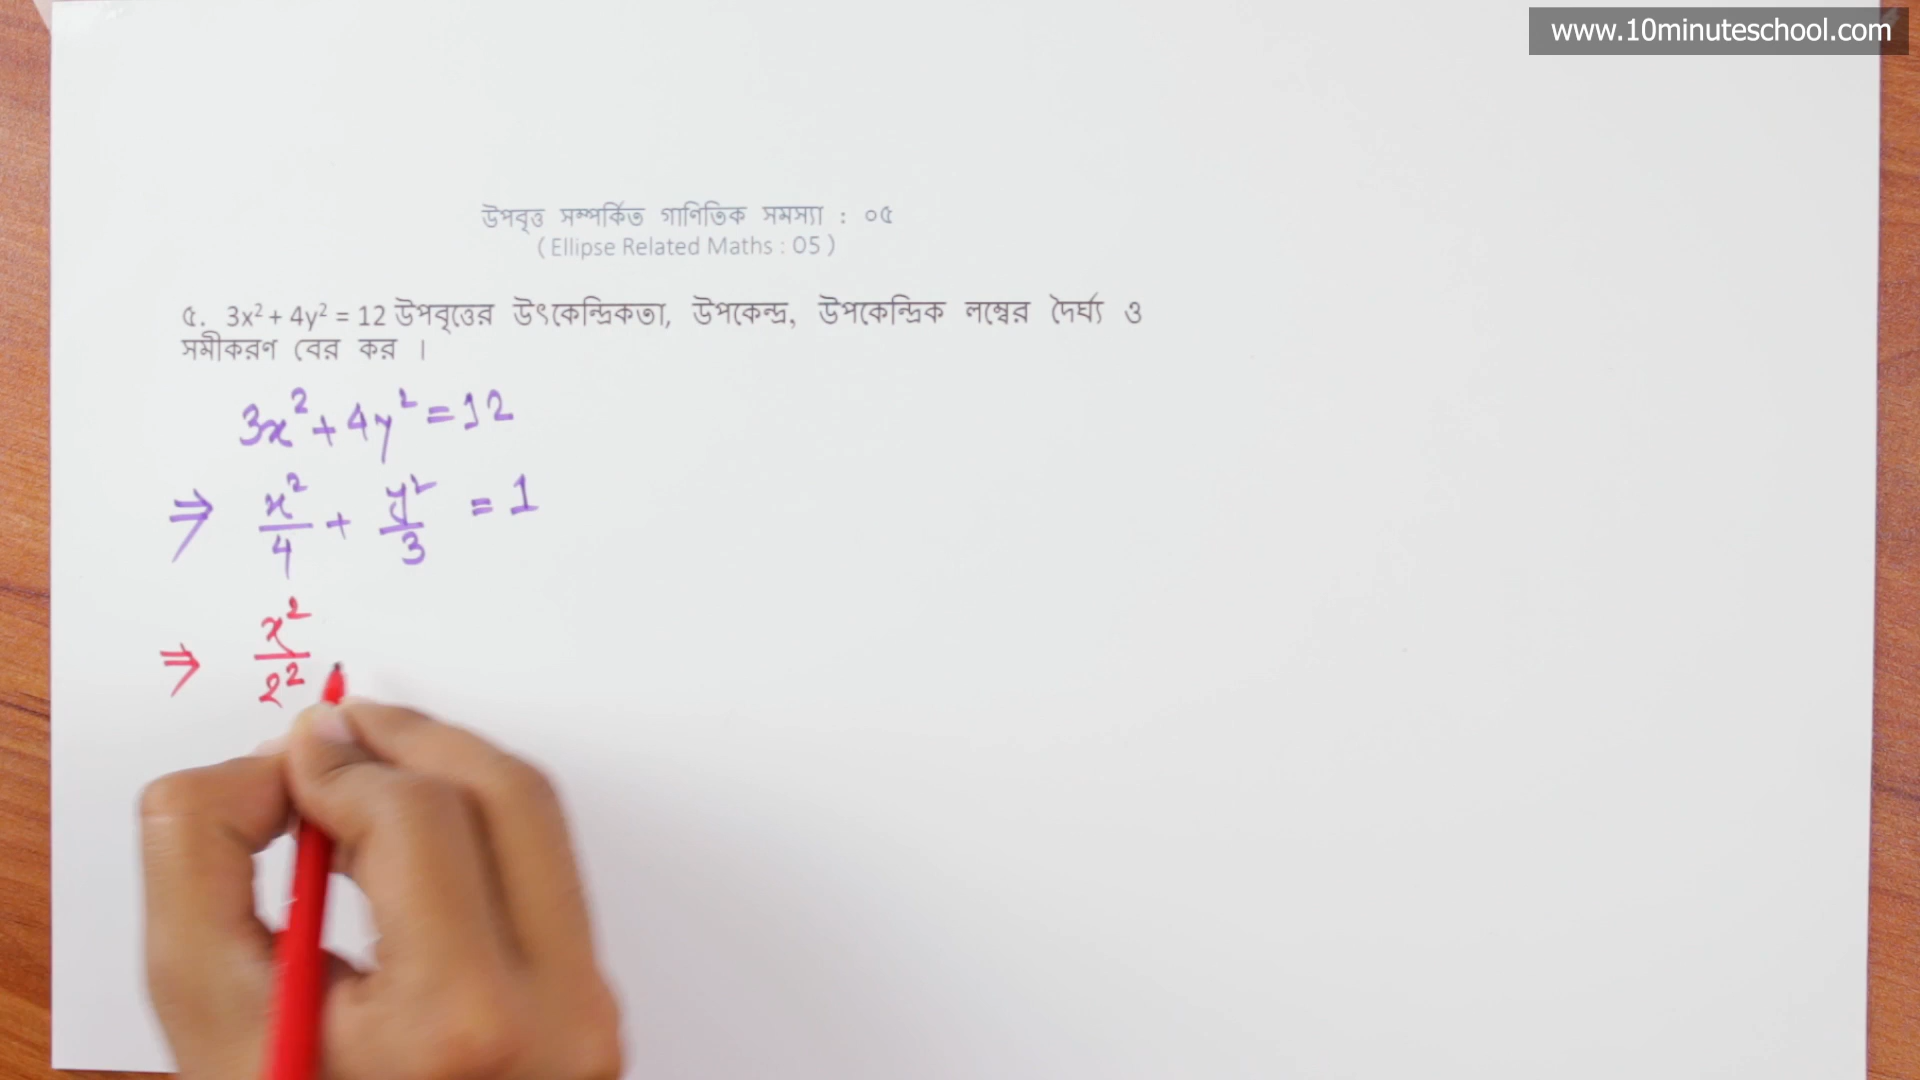 www.10minuteschool.com
উপবৃত্ত সম্পর্কিত গাণিতিক সমস্যা : ০৫
( Ellipse Related Maths : 05 )
৫. 3x² + 4y² = 12 উপবৃত্তের উৎকেন্দ্রিকতা, উপকেন্দ্র, উপকেন্দ্রিক লম্বের দৈর্ঘ্য ও
সমীকরণ বের কর ।
3x² + 4y² = 12
⇒ x²/4 + y²/3 = 1
⇒ x²/2²